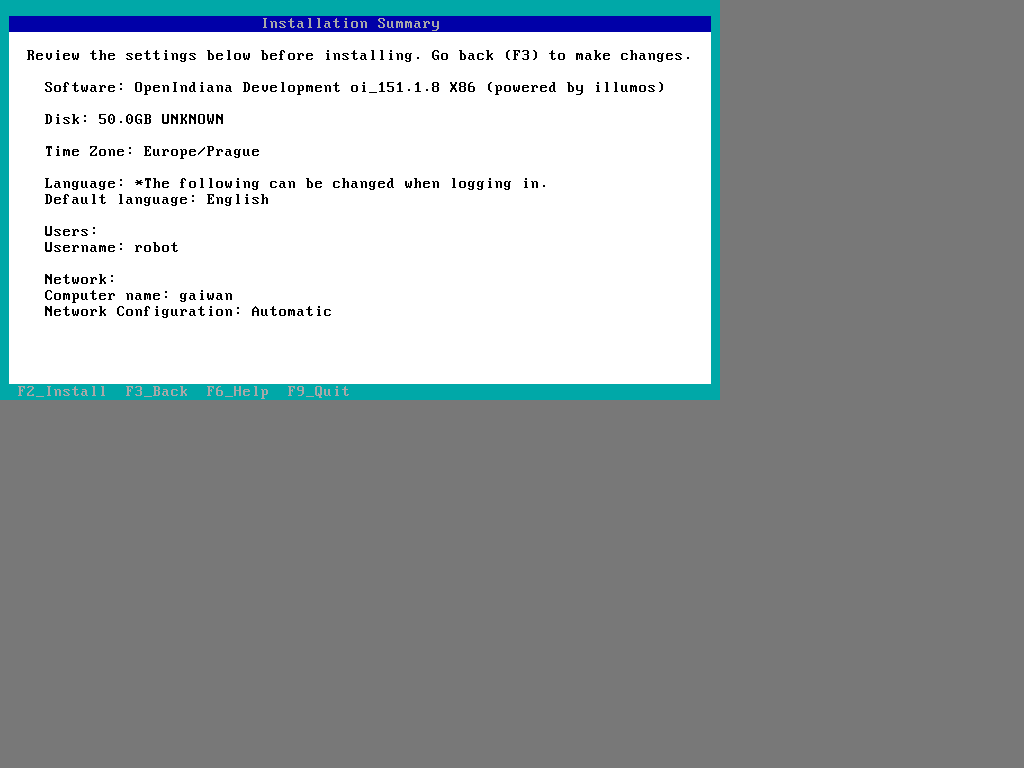 Installation Summary
Review the settings below before installing. Go back (F3) to make changes.
Software: OpenIndiana Development oi_151.1.8 X86 (powered by illumos)
Disk: 50.0GB UNKNOWN
Time Zone: Europe/Prague
Language: *The following can be changed when logging in.
Default language: English
Users:
Username: robot
Network:
Computer name: gaiwan
Network Configuration: Automatic
F2_Install F3_Back F6_Help F9_Quit